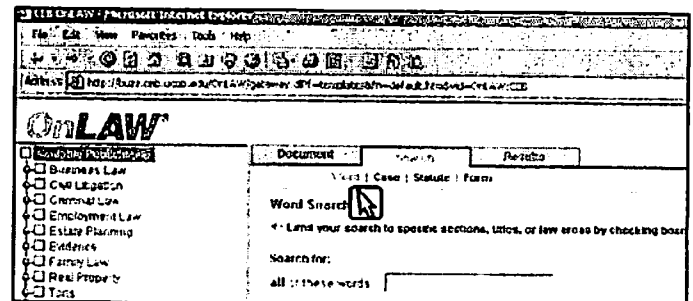 CEB OnLAW - Microsoft Internet Explorer
File Edit View Favorites Tools Help
Address
OnLAW
Document Search Results
Word | Case | Statute | Form
Business Law
Civil Litigation
Criminal Law
Employment Law
Estate Planning
Evidence
Family Law
Real Property
Torts
Word Search
Limit your search to specific sections, titles, or law areas by checking box
Search for:
all of these words